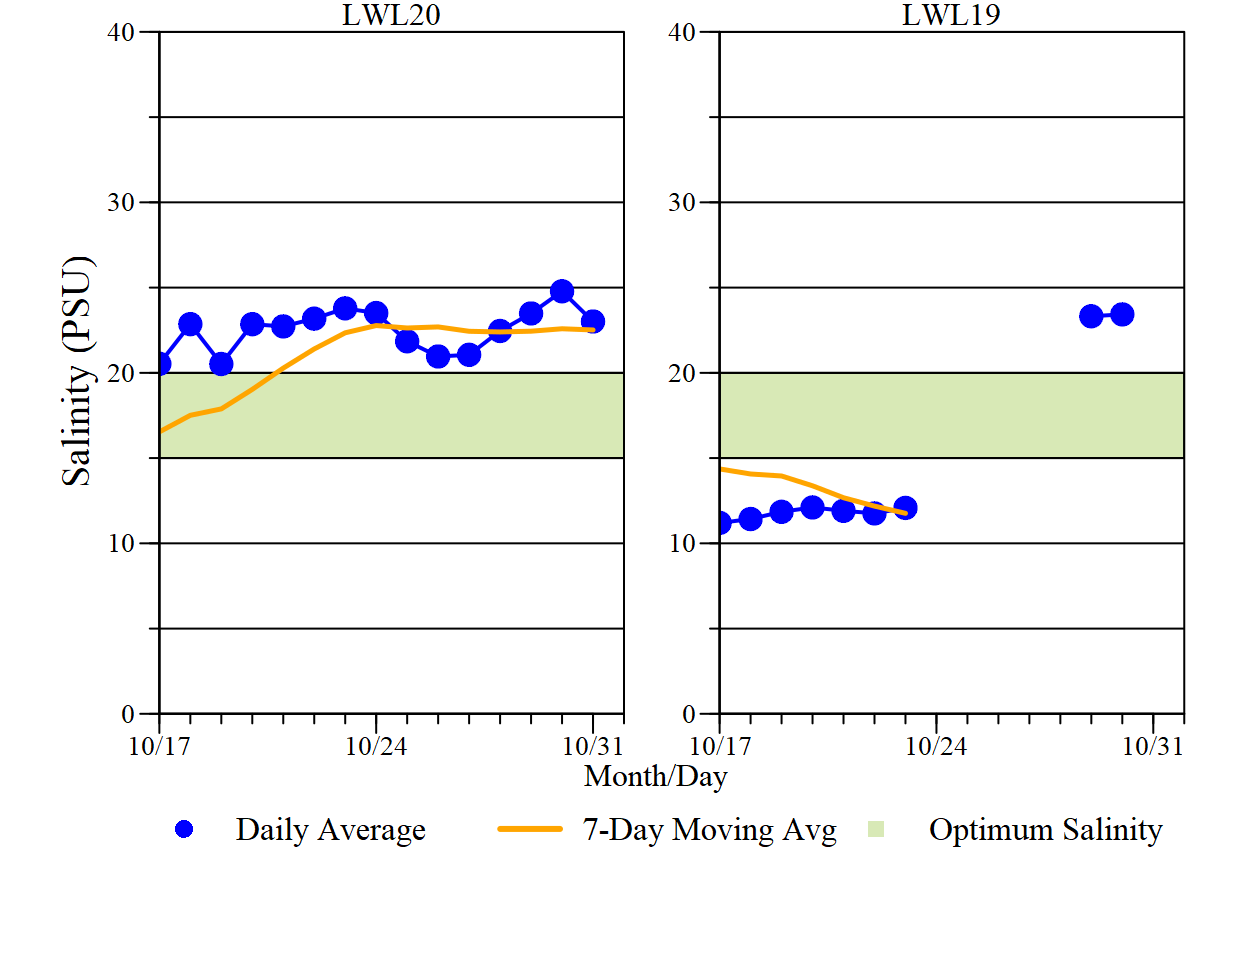 LWL20
LWL19
40
30
20
10
0
40
30
20
10
0
Salinity (PSU)
10/17
10/24
10/31
10/17
10/24
10/31
Month/Day
Daily Average
7-Day Moving Avg
Optimum Salinity